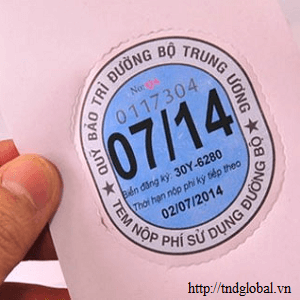 QUỸ BẢO TRÌ ĐƯỜNG BỘ TRUNG ƯƠNG
0117304
07/14
Biển đăng ký: 30Y-6280
Thời hạn nộp phí kỳ tiếp theo
02/07/2014
TEM NỘP PHÍ SỬ DỤNG ĐƯỜNG BỘ
http://tndglobal.vn